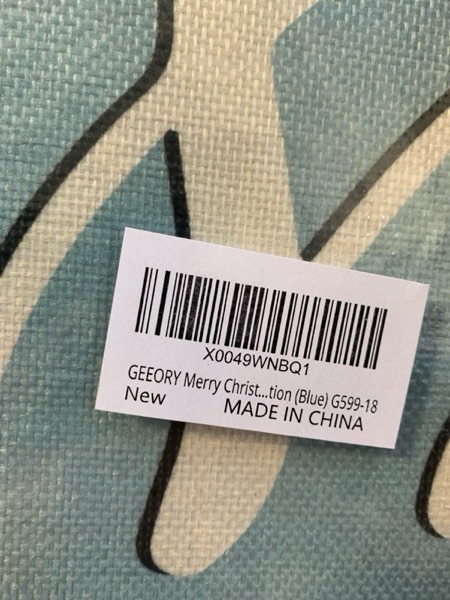 X0049WNBQ1
GEEORY Merry Christ...tion (Blue) G599-18
New
MADE IN CHINA